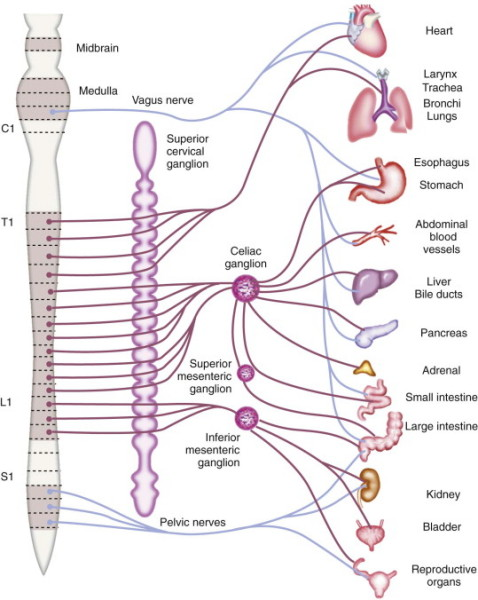 Midbrain
Medulla
C1
Vagus nerve
Superior
cervical
ganglion
T1
Celiac
ganglion
Superior
mesenteric
ganglion
L1
Inferior
mesenteric
ganglion
S1
Pelvic nerves
Heart
Larynx
Trachea
Bronchi
Lungs
Esophagus
Stomach
Abdominal
blood
vessels
Liver
Bile ducts
Pancreas
Adrenal
Small intestine
Large intestine
Kidney
Bladder
Reproductive
organs